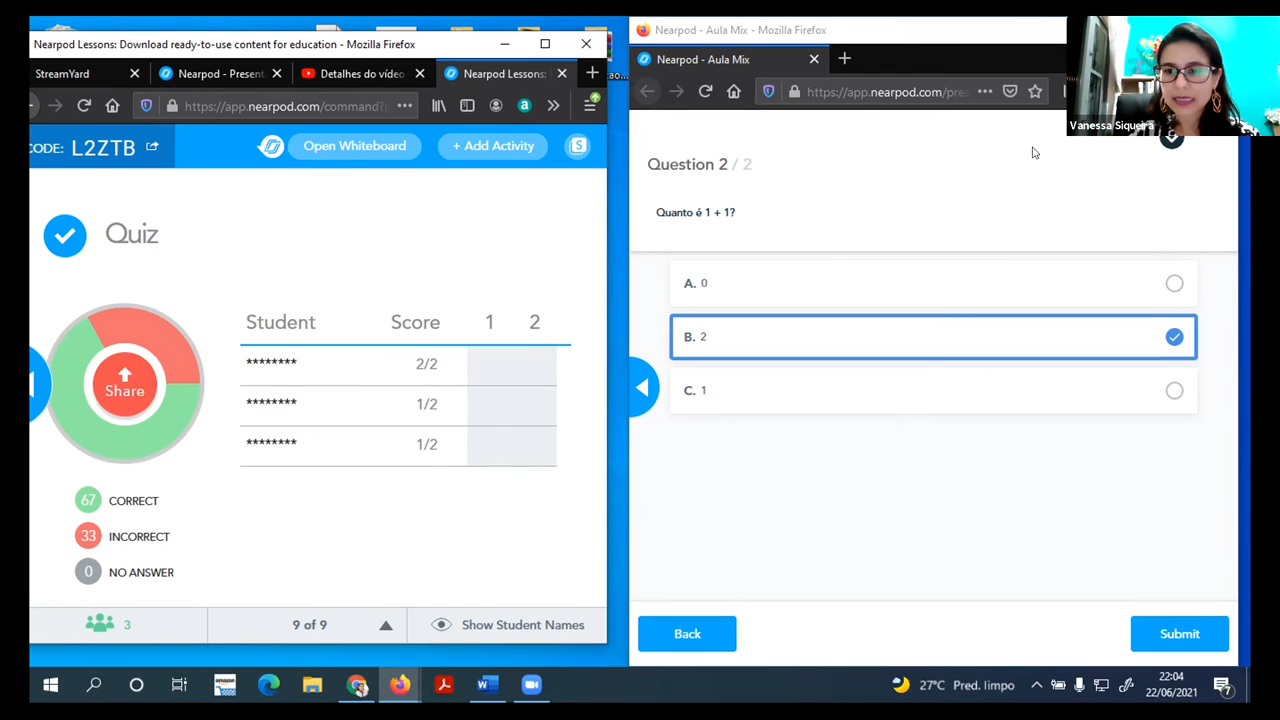 Nearpod Lessons: Download ready-to-use content for education - Mozilla Firefox
StreamYard
Nearpod - Present
Detalhes do vídeo
Nearpod Lessons:
https://app.nearpod.com/command?p
CODE: L2ZTB
Open Whiteboard
+ Add Activity
S
Quiz
Share
Student Score 1 2
******** 2/2
******** 1/2
******** 1/2
67 CORRECT
33 INCORRECT
0 NO ANSWER
3
9 of 9
Show Student Names
Nearpod - Aula Mix - Mozilla Firefox
Nearpod - Aula Mix
https://app.nearpod.com/pres
Vanessa Siqueira
Question 2 / 2
Quanto é 1 + 1?
A. 0
B. 2
C. 1
Back
Submit
amazon
27°C Pred. limpo
22:04
22/06/2021
7